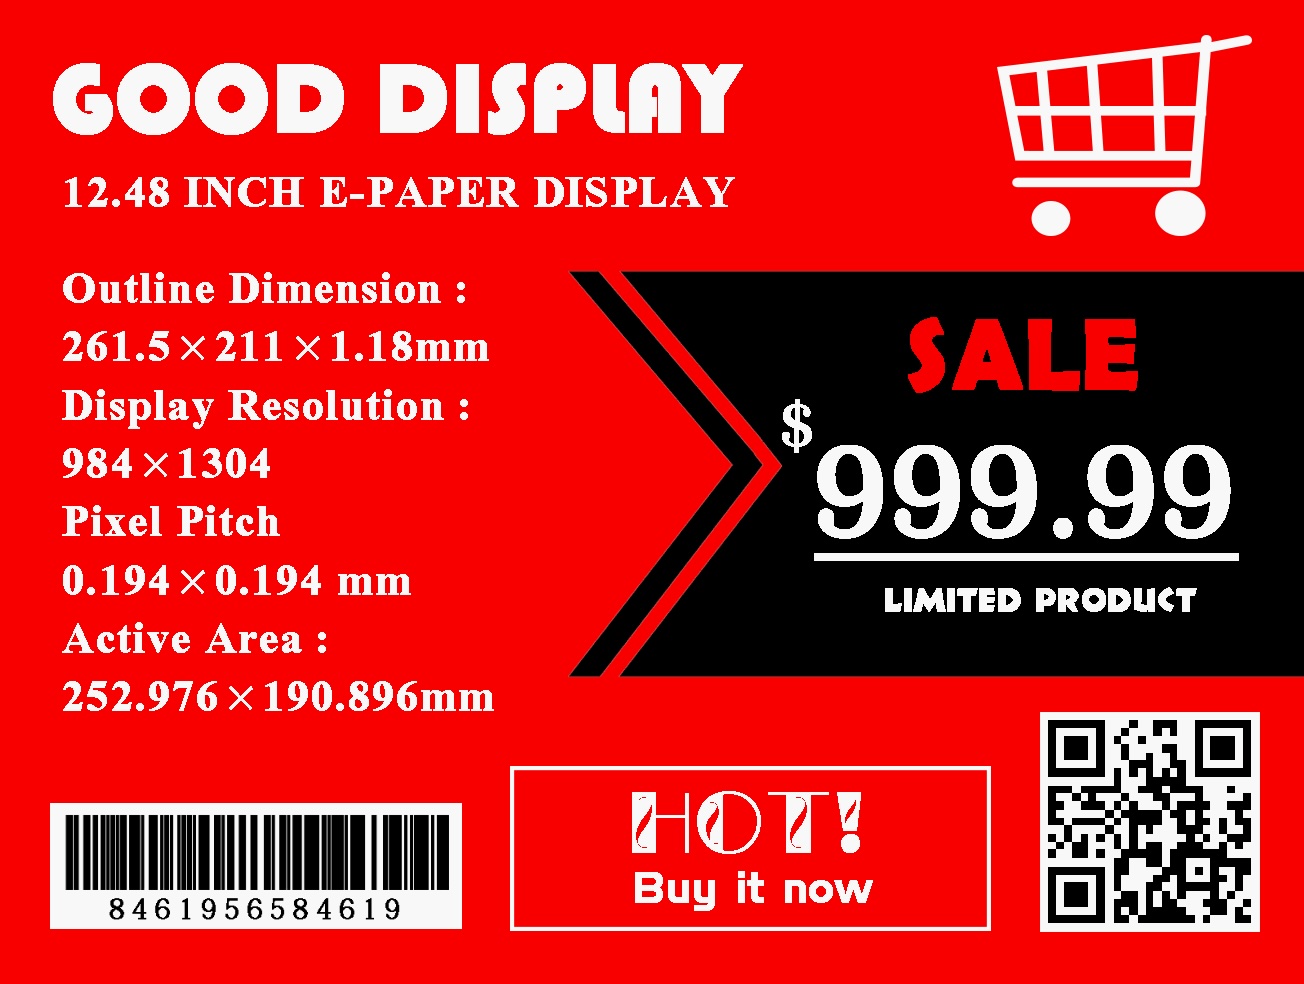 GOOD DISPLAY
12.48 INCH E-PAPER DISPLAY
Outline Dimension :
261.5×211×1.18mm
Display Resolution :
984×1304
Pixel Pitch
0.194×0.194 mm
Active Area :
252.976×190.896mm
SALE
$999.99
LIMITED PRODUCT
8461956584619
HOT!
Buy it now